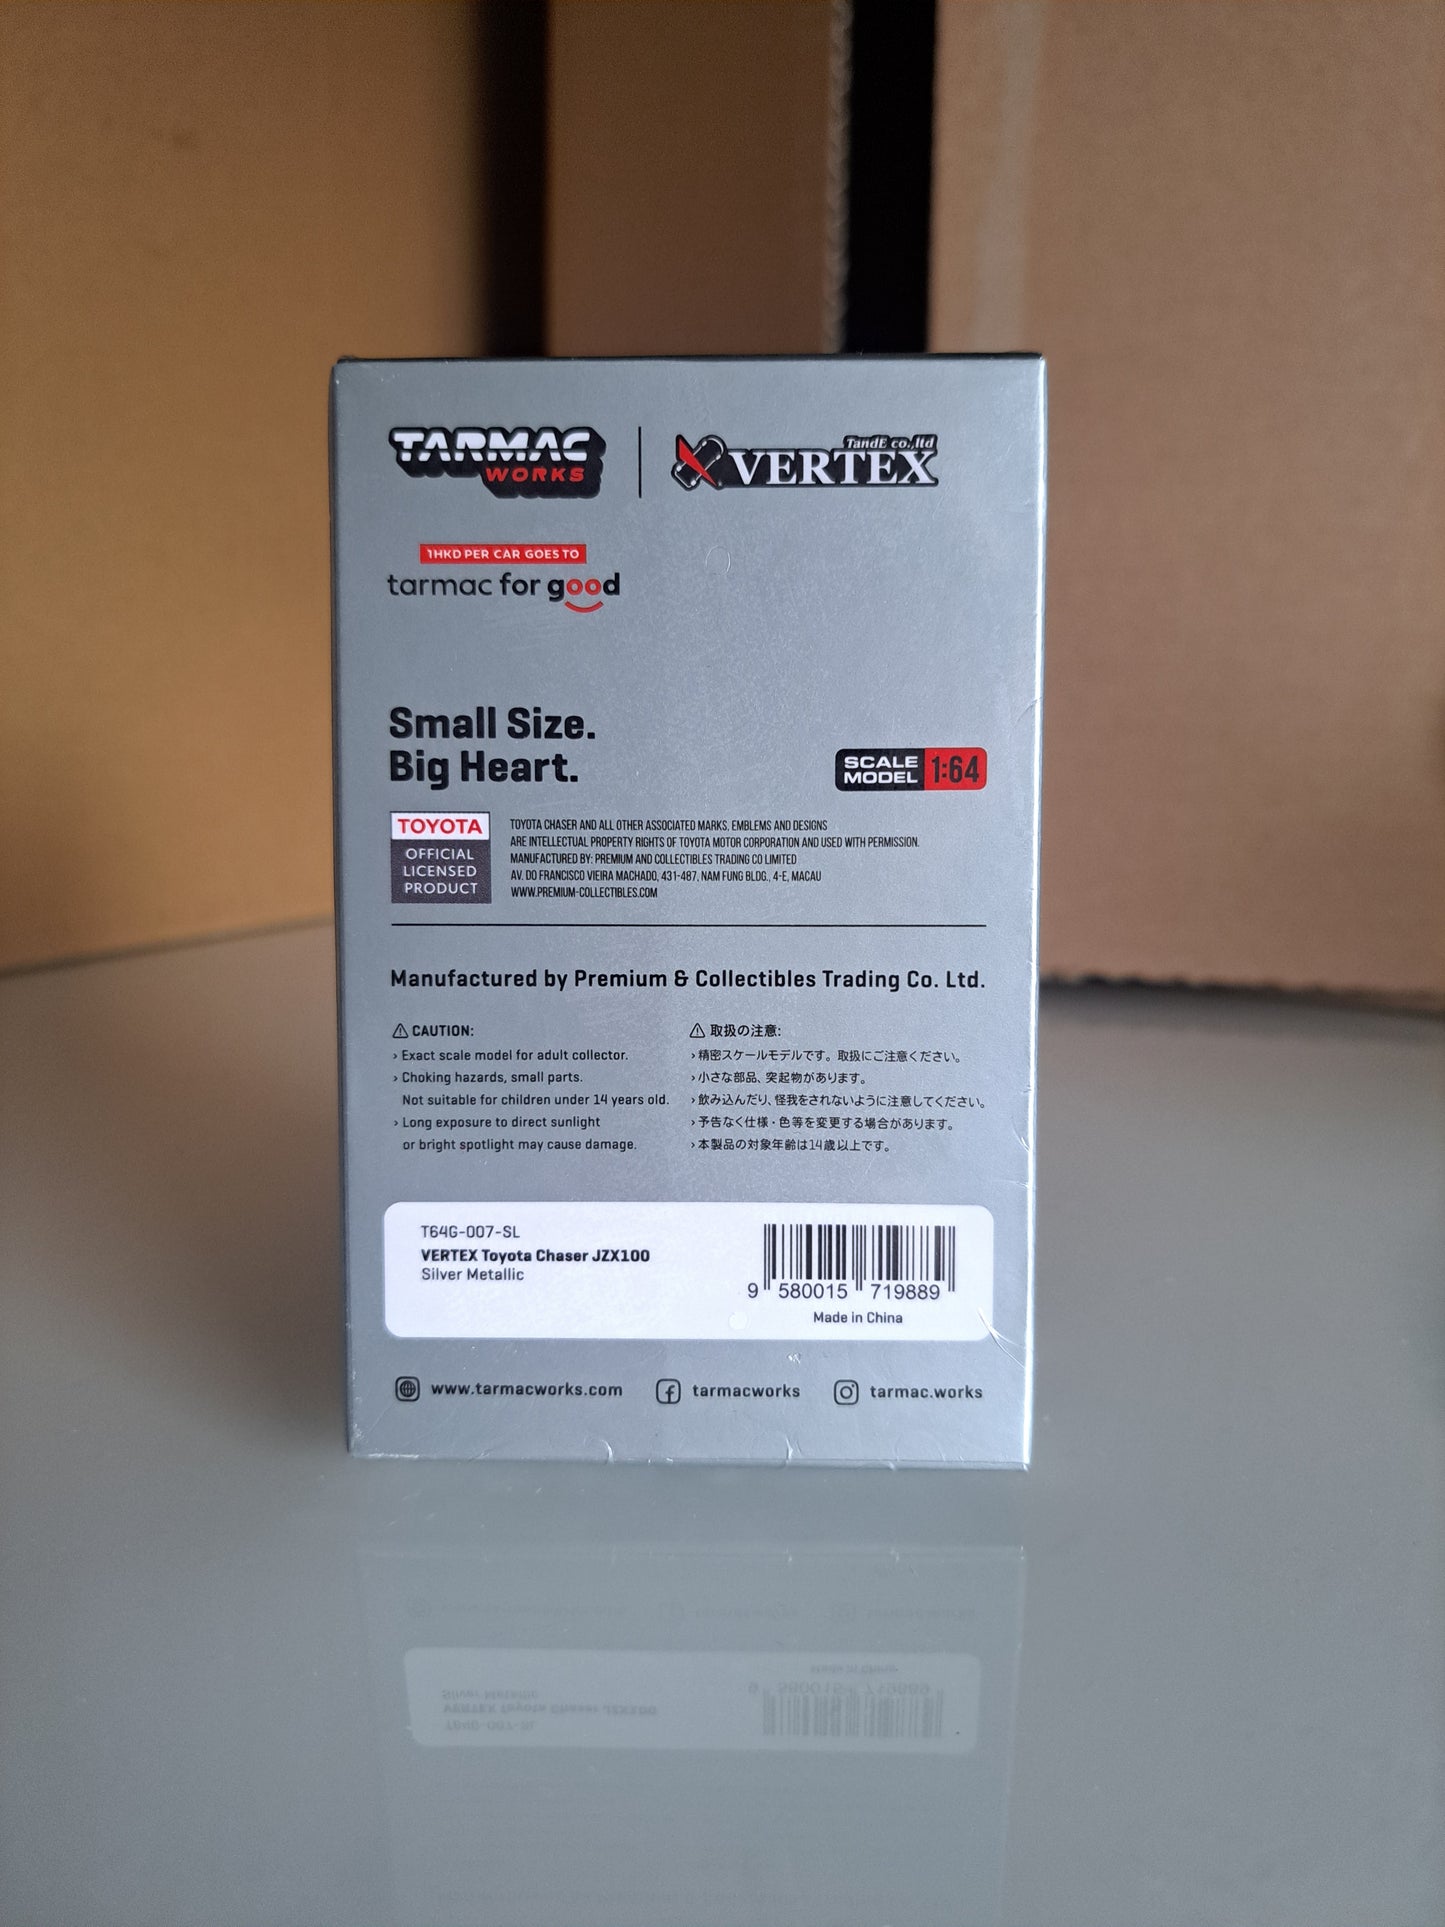 TARMAC
WORKS
TandE co.,ltd
VERTEX
1HKD PER CAR GOES TO
tarmac for good
Small Size.
Big Heart.
SCALE
MODEL 1:64
TOYOTA
OFFICIAL
LICENSED
PRODUCT
TOYOTA CHASER AND ALL OTHER ASSOCIATED MARKS, EMBLEMS AND DESIGNS
ARE INTELLECTUAL PROPERTY RIGHTS OF TOYOTA MOTOR CORPORATION AND USED WITH PERMISSION.
MANUFACTURED BY: PREMIUM AND COLLECTIBLES TRADING CO LIMITED
AV. DO FRANCISCO VIEIRA MACHADO, 431-487, NAM FUNG BLDG., 4-E, MACAU
WWW.PREMIUM-COLLECTIBLES.COM
Manufactured by Premium & Collectibles Trading Co. Ltd.
⚠ CAUTION:
› Exact scale model for adult collector.
› Choking hazards, small parts.
Not suitable for children under 14 years old.
› Long exposure to direct sunlight
or bright spotlight may cause damage.
⚠ 取扱の注意:
› 精密スケールモデルです。取扱にご注意ください。
› 小さな部品、突起物があります。
› 飲み込んだり、怪我をされないように注意してください。
› 予告なく仕様・色等を変更する場合があります。
› 本製品の対象年齢は14歳以上です。
T64G-007-SL
VERTEX Toyota Chaser JZX100
Silver Metallic
9 580015 719889
Made in China
www.tarmacworks.com
tarmacworks
tarmac.works